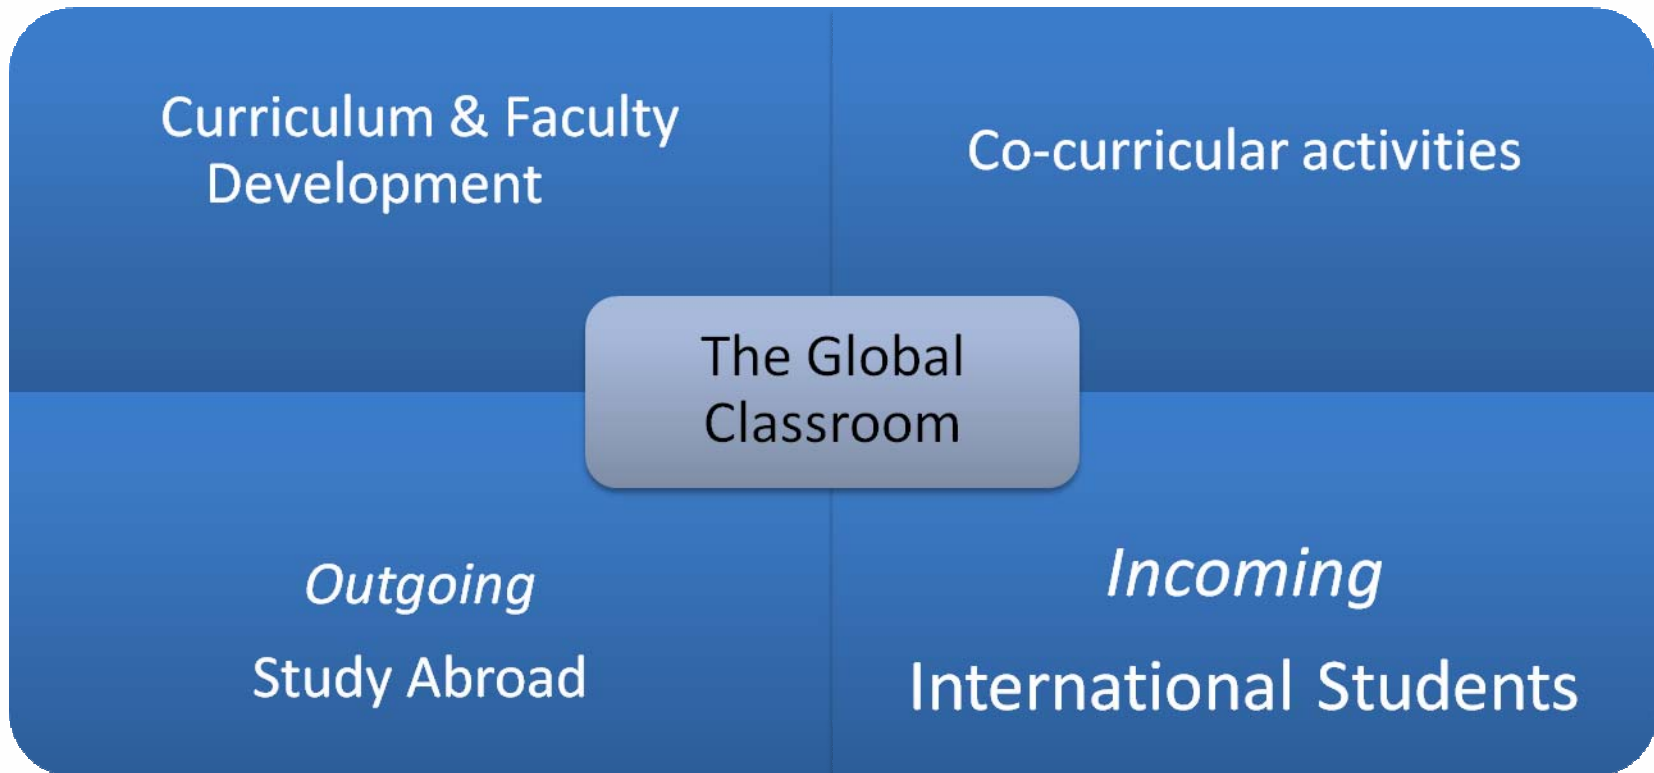 Curriculum & Faculty
Development
Co-curricular activities
The Global
Classroom
Outgoing
Study Abroad
Incoming
International Students